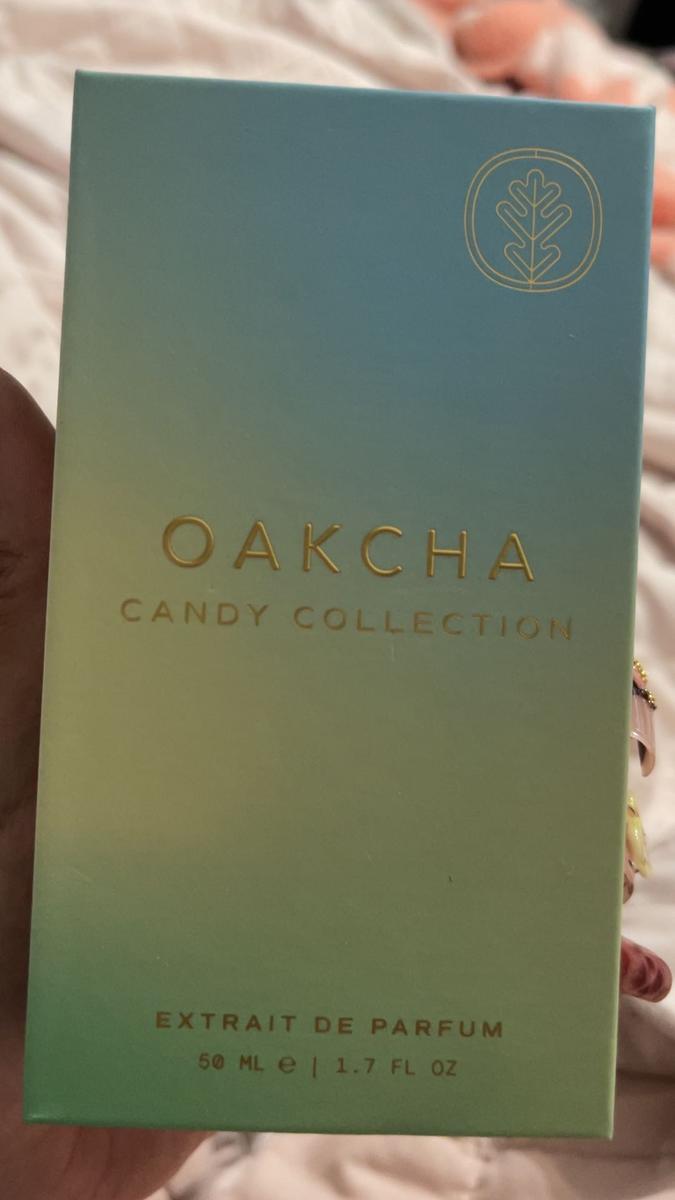 OAKCHA
CANDY COLLECTION
EXTRAIT DE PARFUM
50 ML ℮ | 1.7 FL OZ